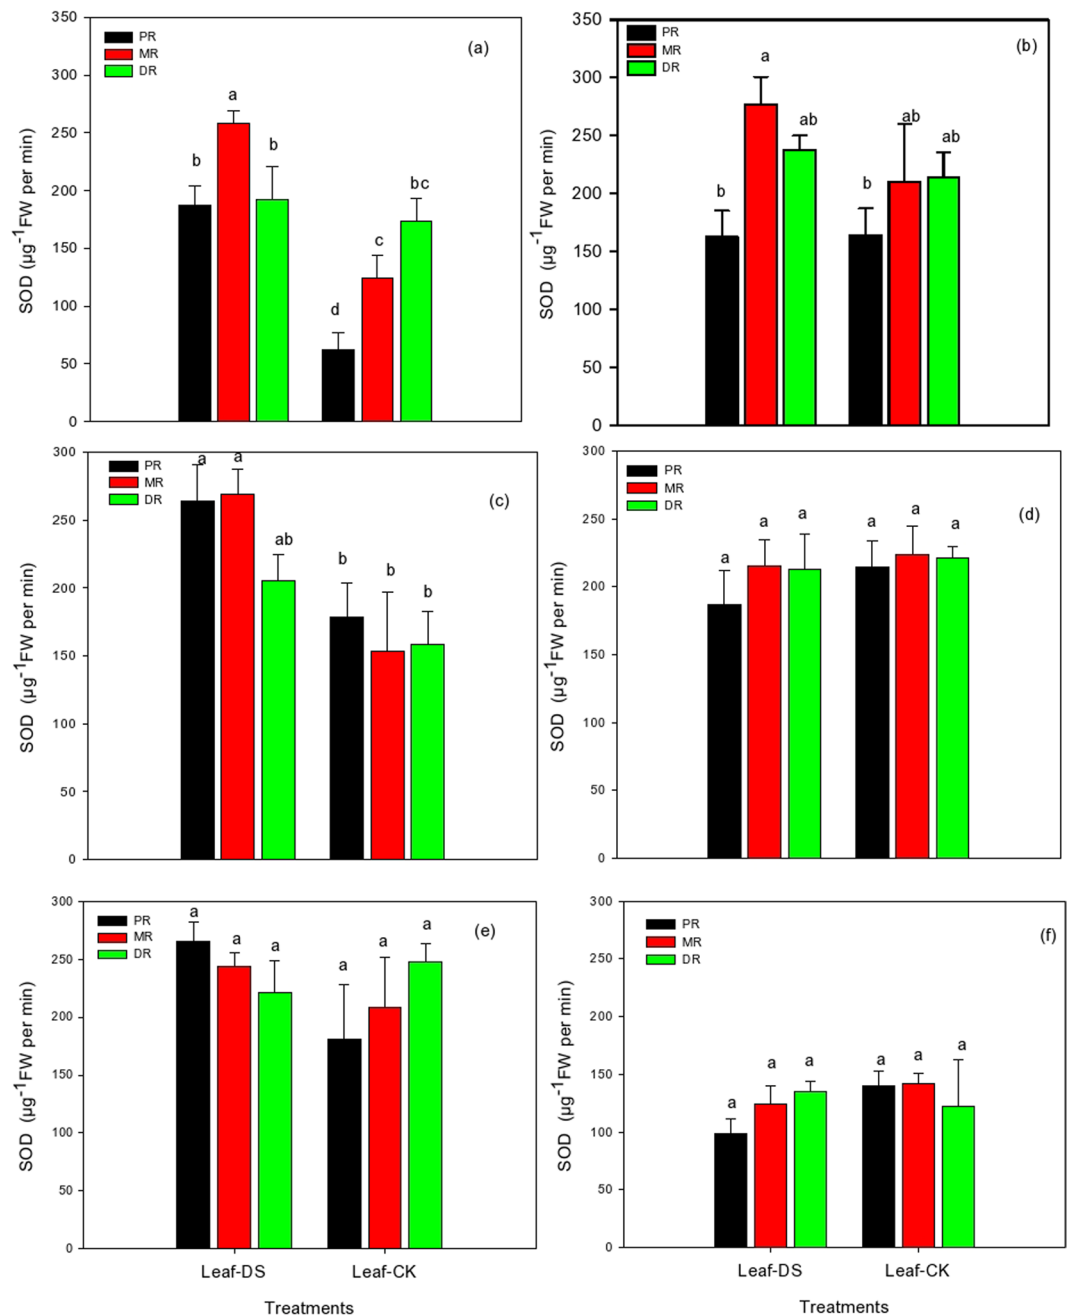 350
300
250
200
150
100
50
0
SOD (µg⁻¹FW per min)
PR
MR
DR
(a)
b
a
b
d
c
bc
350
300
250
200
150
100
50
0
SOD (µg⁻¹FW per min)
PR
MR
DR
(b)
b
a
ab
b
ab
ab
300
250
200
150
100
50
0
SOD (µg⁻¹FW per min)
PR
MR
DR
(c)
a
a
ab
b
b
b
300
250
200
150
100
50
0
SOD (µg⁻¹FW per min)
PR
MR
DR
(d)
a
a
a
a
a
a
300
250
200
150
100
50
0
SOD (µg⁻¹FW per min)
PR
MR
DR
(e)
a
a
a
a
a
a
Leaf-DS
Leaf-CK
Treatments
300
250
200
150
100
50
0
SOD (µg⁻¹FW per min)
PR
MR
DR
(f)
a
a
a
a
a
a
Leaf-DS
Leaf-CK
Treatments